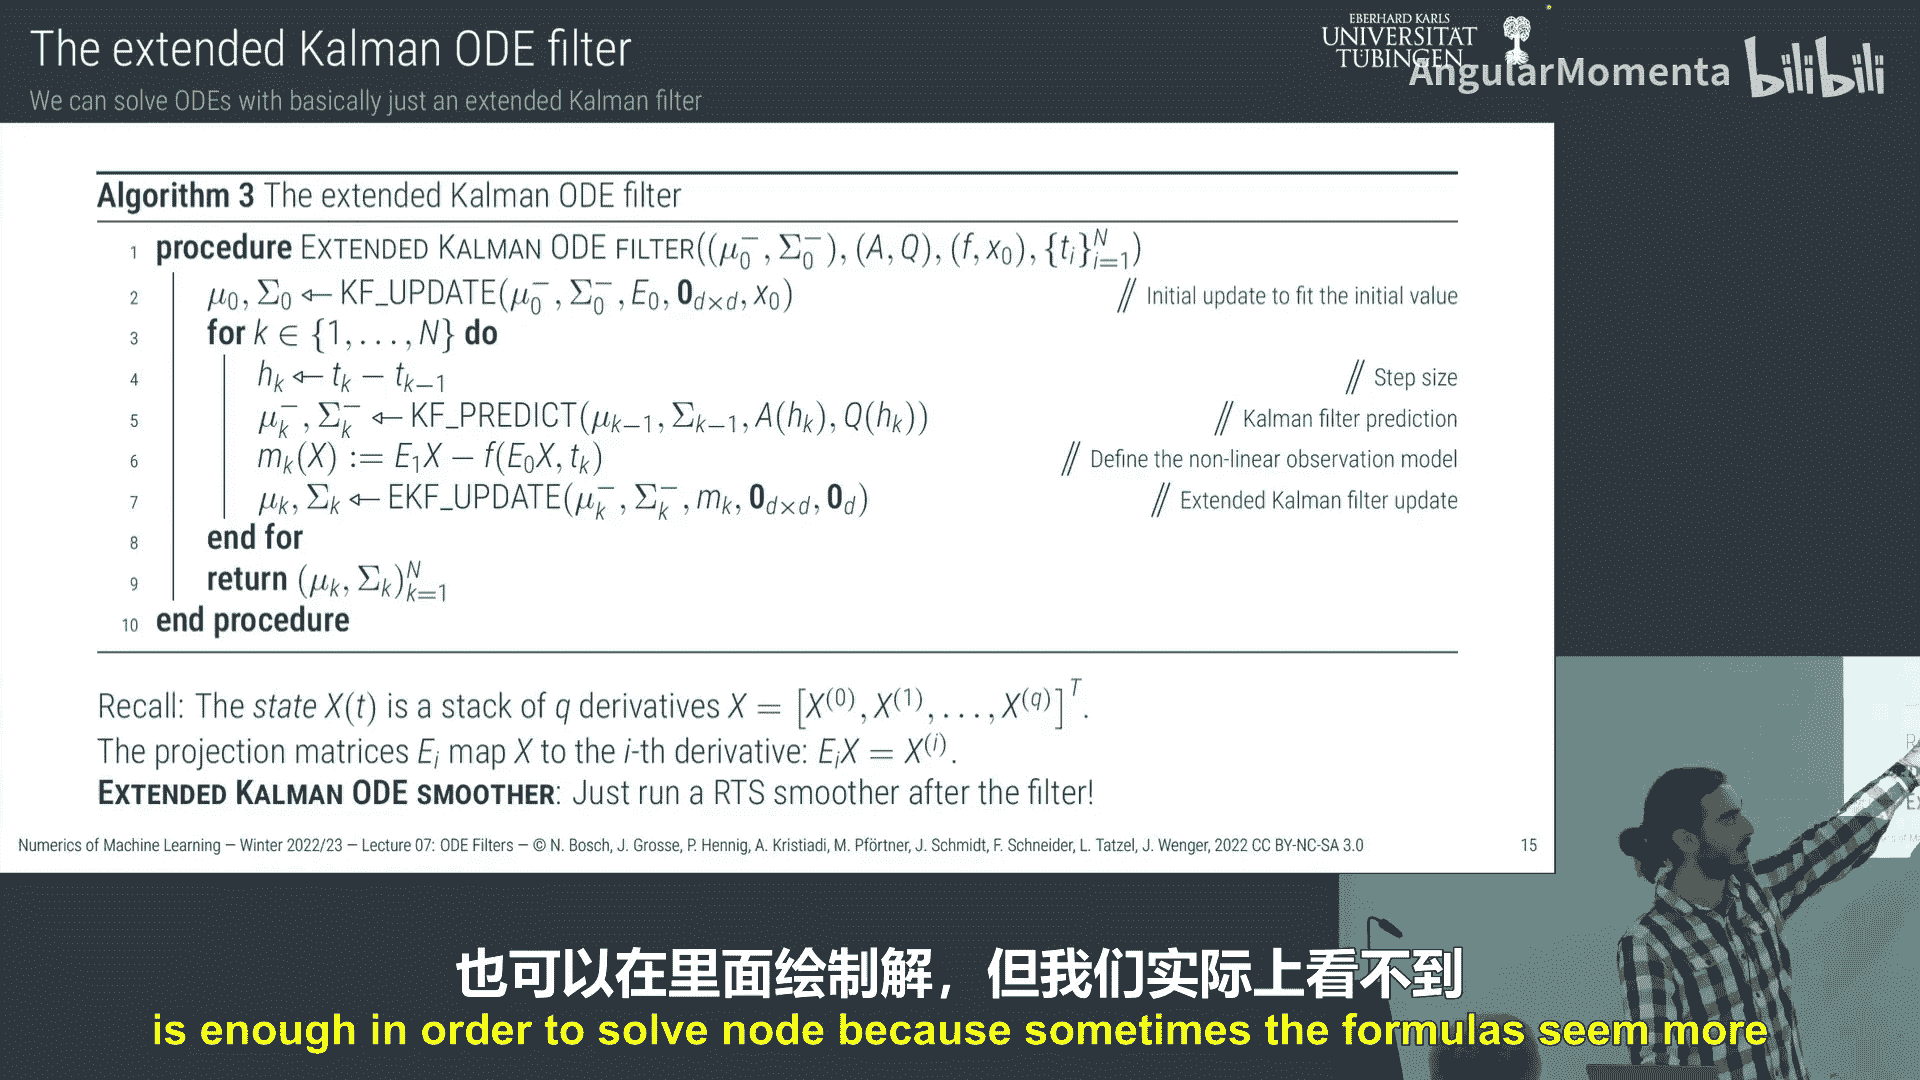 The extended Kalman ODE filter
We can solve ODEs with basically just an extended Kalman filter
EBERHARD KARLS
UNIVERSITÄT
TÜBINGEN
AngularMomenta bilibili
Algorithm 3 The extended Kalman ODE filter
1 procedure EXTENDED KALMAN ODE FILTER((μ₀⁻, Σ₀⁻), (A, Q), (f, x₀), {tᵢ}ᵢ₌₁ᴺ)
2 μ₀, Σ₀ ← KF_UPDATE(μ₀⁻, Σ₀⁻, E₀, 0_{d×d}, x₀) // Initial update to fit the initial value
3 for k ∈ {1, . . . , N} do
4 hₖ ← tₖ − tₖ₋₁ // Step size
5 μₖ⁻, Σₖ⁻ ← KF_PREDICT(μₖ₋₁, Σₖ₋₁, A(hₖ), Q(hₖ)) // Kalman filter prediction
6 mₖ(X) := E₁X − f(E₀X, tₖ) // Define the non-linear observation model
7 μₖ, Σₖ ← EKF_UPDATE(μₖ⁻, Σₖ⁻, mₖ, 0_{d×d}, 0_d) // Extended Kalman filter update
8 end for
9 return (μₖ, Σₖ)ₖ₌₁ᴺ
10 end procedure
Recall: The state X(t) is a stack of q derivatives X = [X⁽⁰⁾, X⁽¹⁾, . . . , X⁽q⁾]ᵀ.
The projection matrices Eᵢ map X to the i-th derivative: EᵢX = X⁽ⁱ⁾.
EXTENDED KALMAN ODE SMOOTHER: Just run a RTS smoother after the filter!
Numerics of Machine Learning — Winter 2022/23 — Lecture 07: ODE Filters — © N. Bosch, J. Grosse, P. Hennig, A. Kristiadi, M. Pförtner, J. Schmidt, F. Schneider, L. Tatzel, J. Wenger, 2022 CC BY-NC-SA 3.0 15
也可以在里面绘制解，但我们实际上看不到
is enough in order to solve node because sometimes the formulas seem more